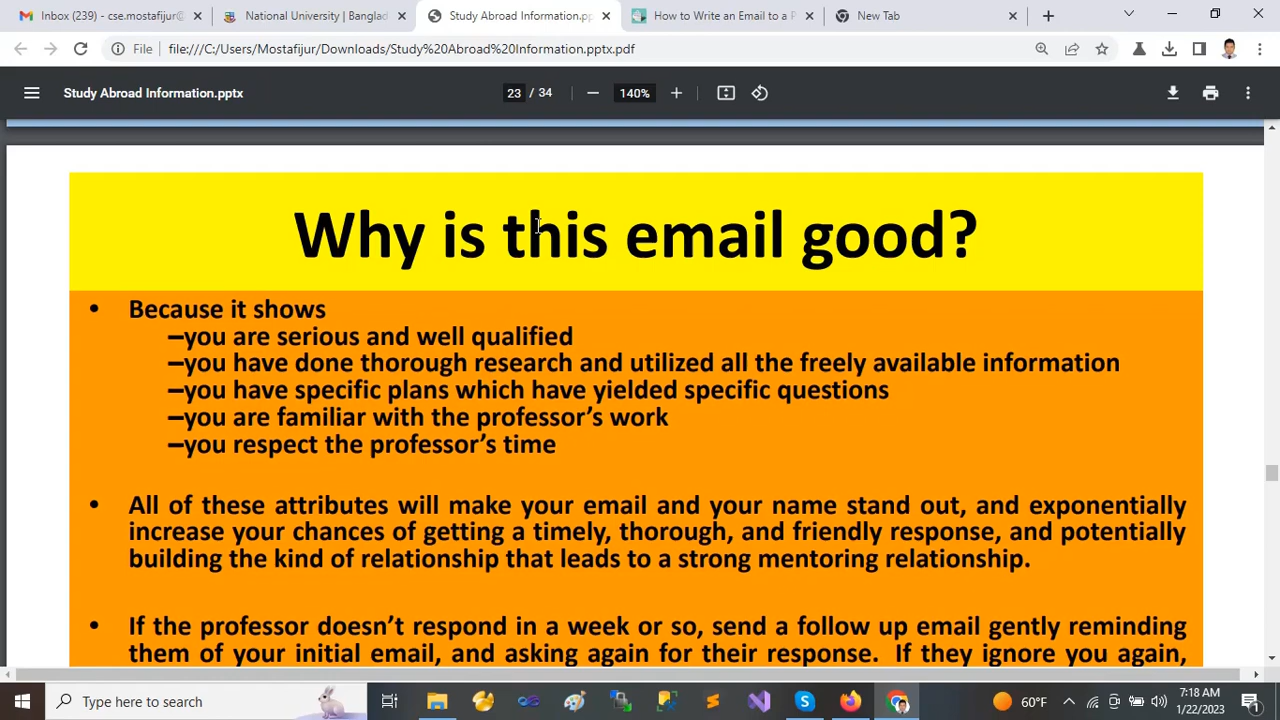 Inbox (239) - cse.mostafijur@
National University | Banglad
Study Abroad Information.pp
How to Write an Email to a P
New Tab
File
file:///C:/Users/Mostafijur/Downloads/Study%20Abroad%20Information.pptx.pdf
Study Abroad Information.pptx
23 / 34
140%
Why is this email good?
• Because it shows
–you are serious and well qualified
–you have done thorough research and utilized all the freely available information
–you have specific plans which have yielded specific questions
–you are familiar with the professor's work
–you respect the professor's time
• All of these attributes will make your email and your name stand out, and exponentially
increase your chances of getting a timely, thorough, and friendly response, and potentially
building the kind of relationship that leads to a strong mentoring relationship.
• If the professor doesn't respond in a week or so, send a follow up email gently reminding
them of your initial email, and asking again for their response. If they ignore you again,
Type here to search
60°F
7:18 AM
1/22/2023
1